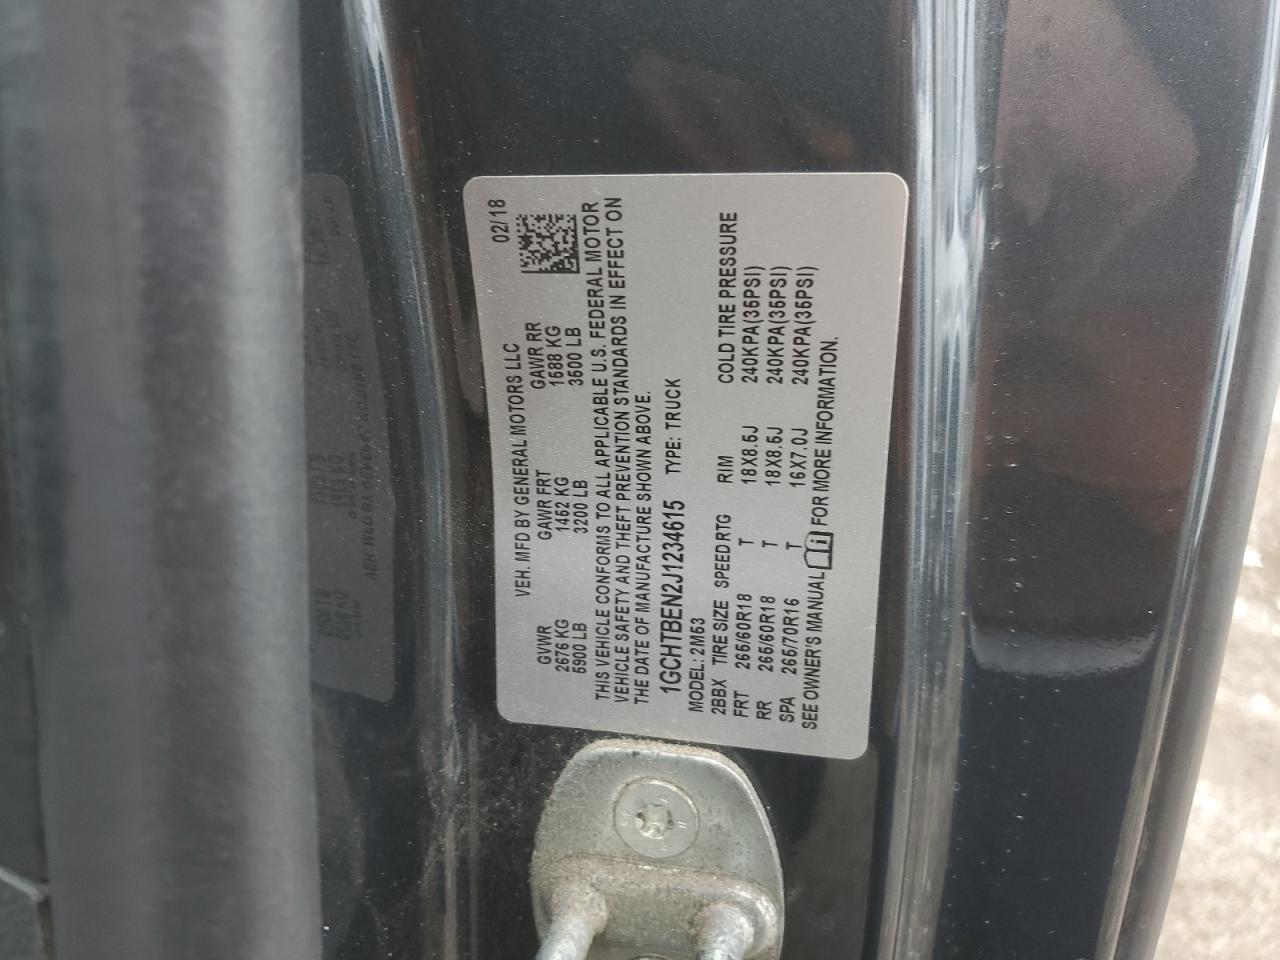 VEH. MFD BY GENERAL MOTORS LLC 02/18
GVWR GAWR FRT GAWR RR
2676 KG 1452 KG 1588 KG
5900 LB 3200 LB 3500 LB
THIS VEHICLE CONFORMS TO ALL APPLICABLE U.S. FEDERAL MOTOR
VEHICLE SAFETY AND THEFT PREVENTION STANDARDS IN EFFECT ON
THE DATE OF MANUFACTURE SHOWN ABOVE.
1GCHTBEN2J1234615 TYPE: TRUCK
MODEL: 2M53
2BBX TIRE SIZE SPEED RTG RIM COLD TIRE PRESSURE
FRT 265/60R18 T 18X8.5J 240KPA(35PSI)
RR 265/60R18 T 18X8.5J 240KPA(35PSI)
SPA 265/70R16 T 16X7.0J 240KPA(35PSI)
SEE OWNER'S MANUAL FOR MORE INFORMATION.